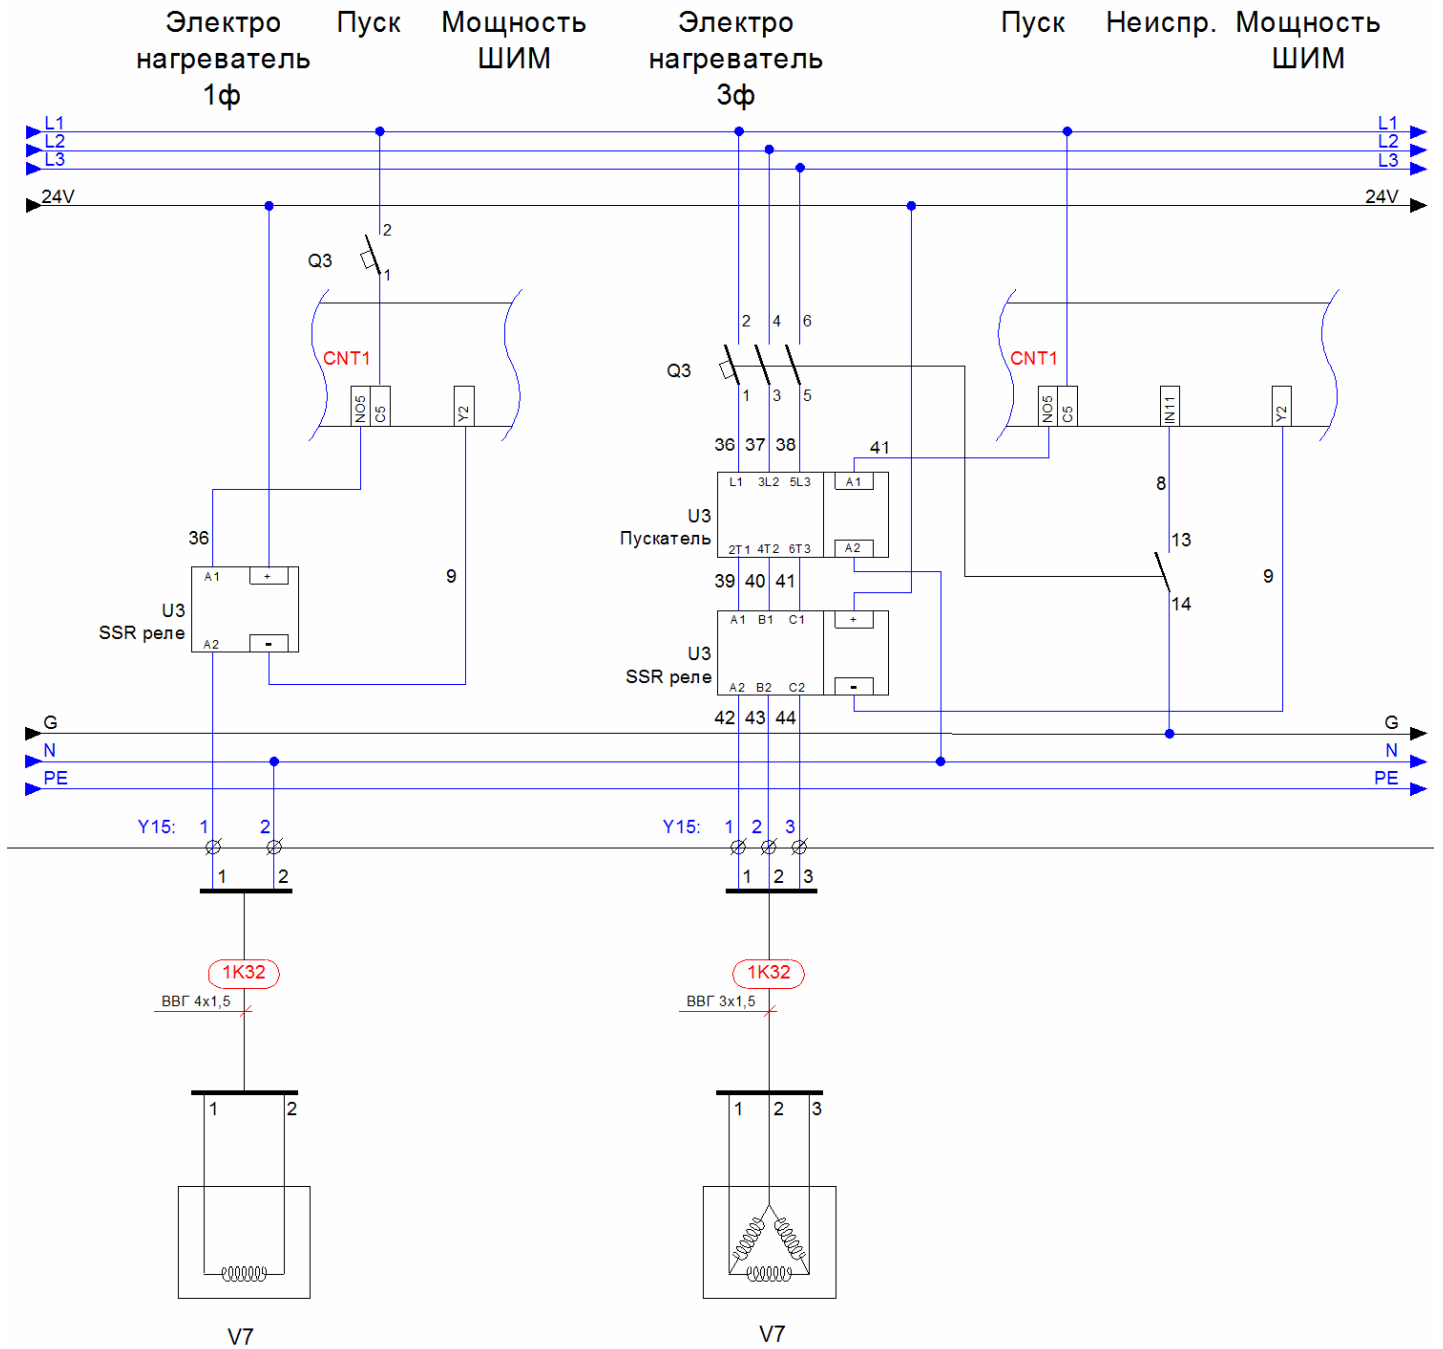 Электро Пуск Мощность Электро Пуск Неиспр. Мощность
нагреватель ШИМ нагреватель ШИМ
1ф 3ф
L1 L1
L2 L2
L3 L3
24V 24V
2
Q3
1
2 4 6
CNT1 CNT1
Q3
1 3 5
NO5 C5 Y2 NO5 C5 IN11 Y2
36 37 38 41
L1 3L2 5L3 A1
8
U3
Пускатель
36 13
2T1 4T2 6T3 A2
A1 +
9 39 40 41 9
14
U3
SSR реле
A1 B1 C1 +
A2 -
U3
SSR реле
A2 B2 C2 -
42 43 44
G G
N N
PE PE
Y15: 1 2 Y15: 1 2 3
1 2 1 2 3
1K32 1K32
ВВГ 4x1,5 ВВГ 3x1,5
1 2 1 2 3
V7 V7